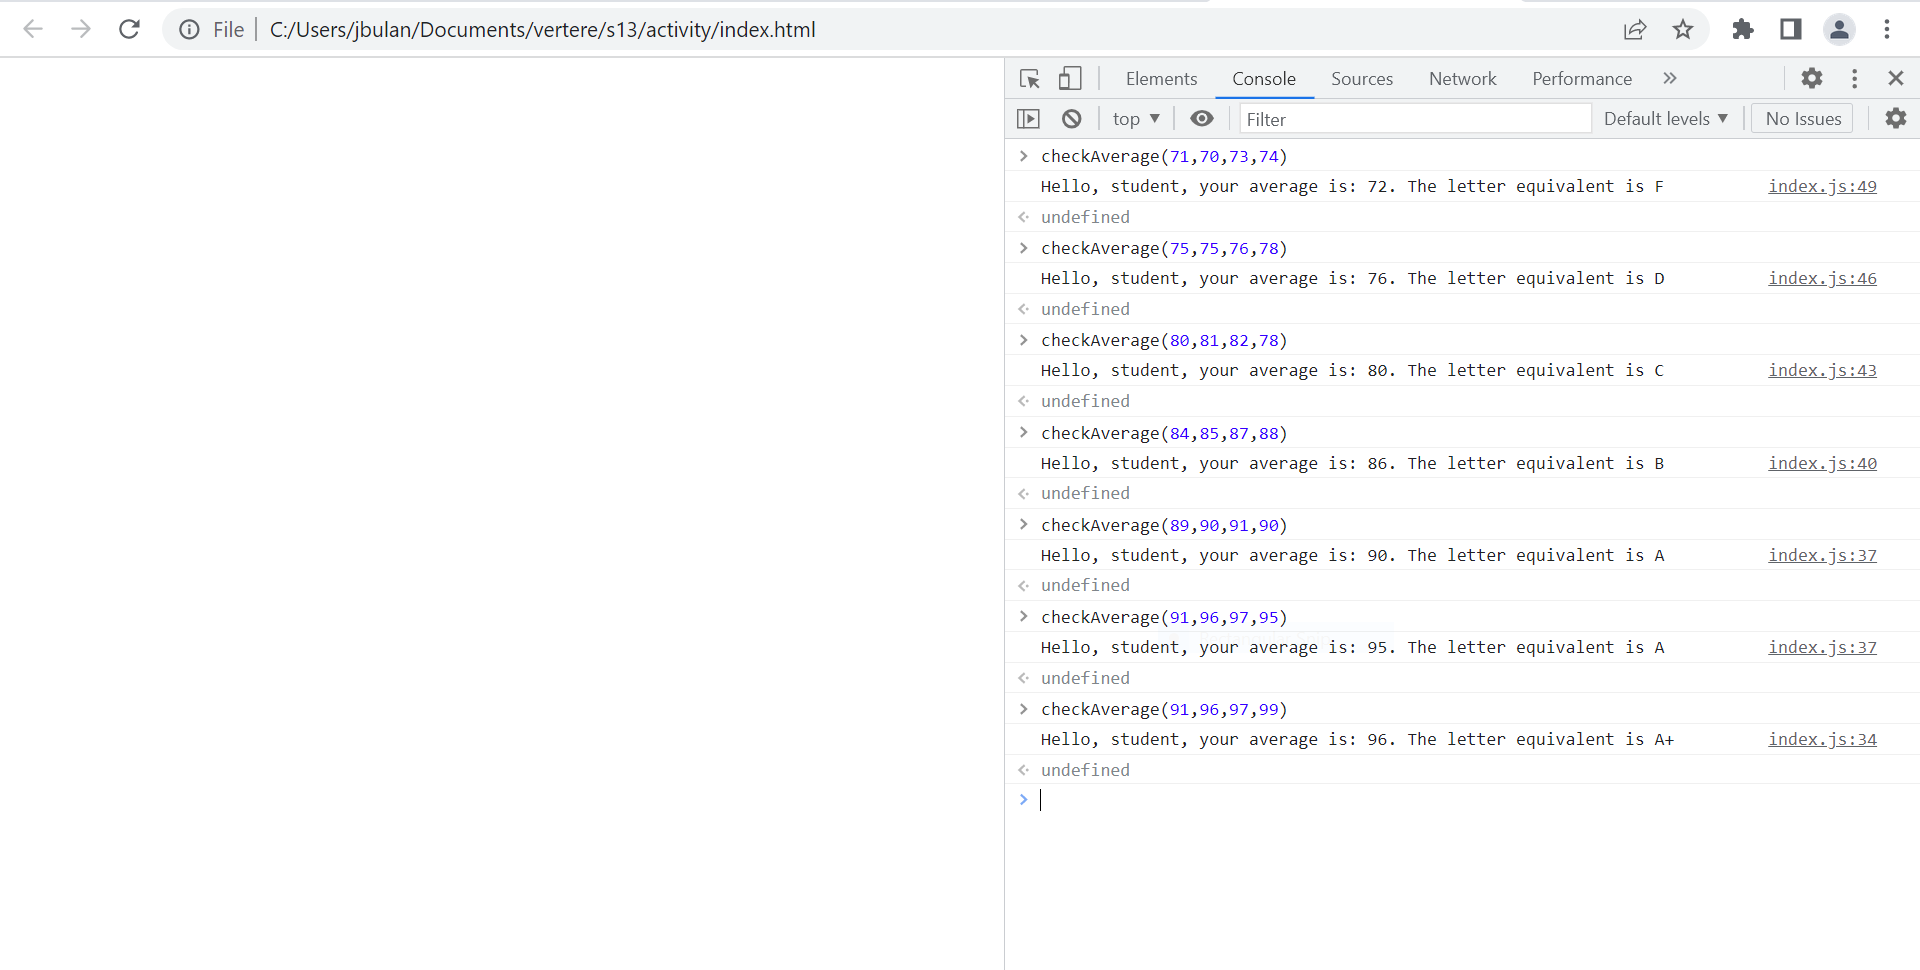 File C:/Users/jbulan/Documents/vertere/s13/activity/index.html
Elements Console Sources Network Performance
top Filter Default levels No Issues
checkAverage(71,70,73,74)
Hello, student, your average is: 72. The letter equivalent is F index.js:49
undefined
checkAverage(75,75,76,78)
Hello, student, your average is: 76. The letter equivalent is D index.js:46
undefined
checkAverage(80,81,82,78)
Hello, student, your average is: 80. The letter equivalent is C index.js:43
undefined
checkAverage(84,85,87,88)
Hello, student, your average is: 86. The letter equivalent is B index.js:40
undefined
checkAverage(89,90,91,90)
Hello, student, your average is: 90. The letter equivalent is A index.js:37
undefined
checkAverage(91,96,97,95)
Hello, student, your average is: 95. The letter equivalent is A index.js:37
undefined
checkAverage(91,96,97,99)
Hello, student, your average is: 96. The letter equivalent is A+ index.js:34
undefined